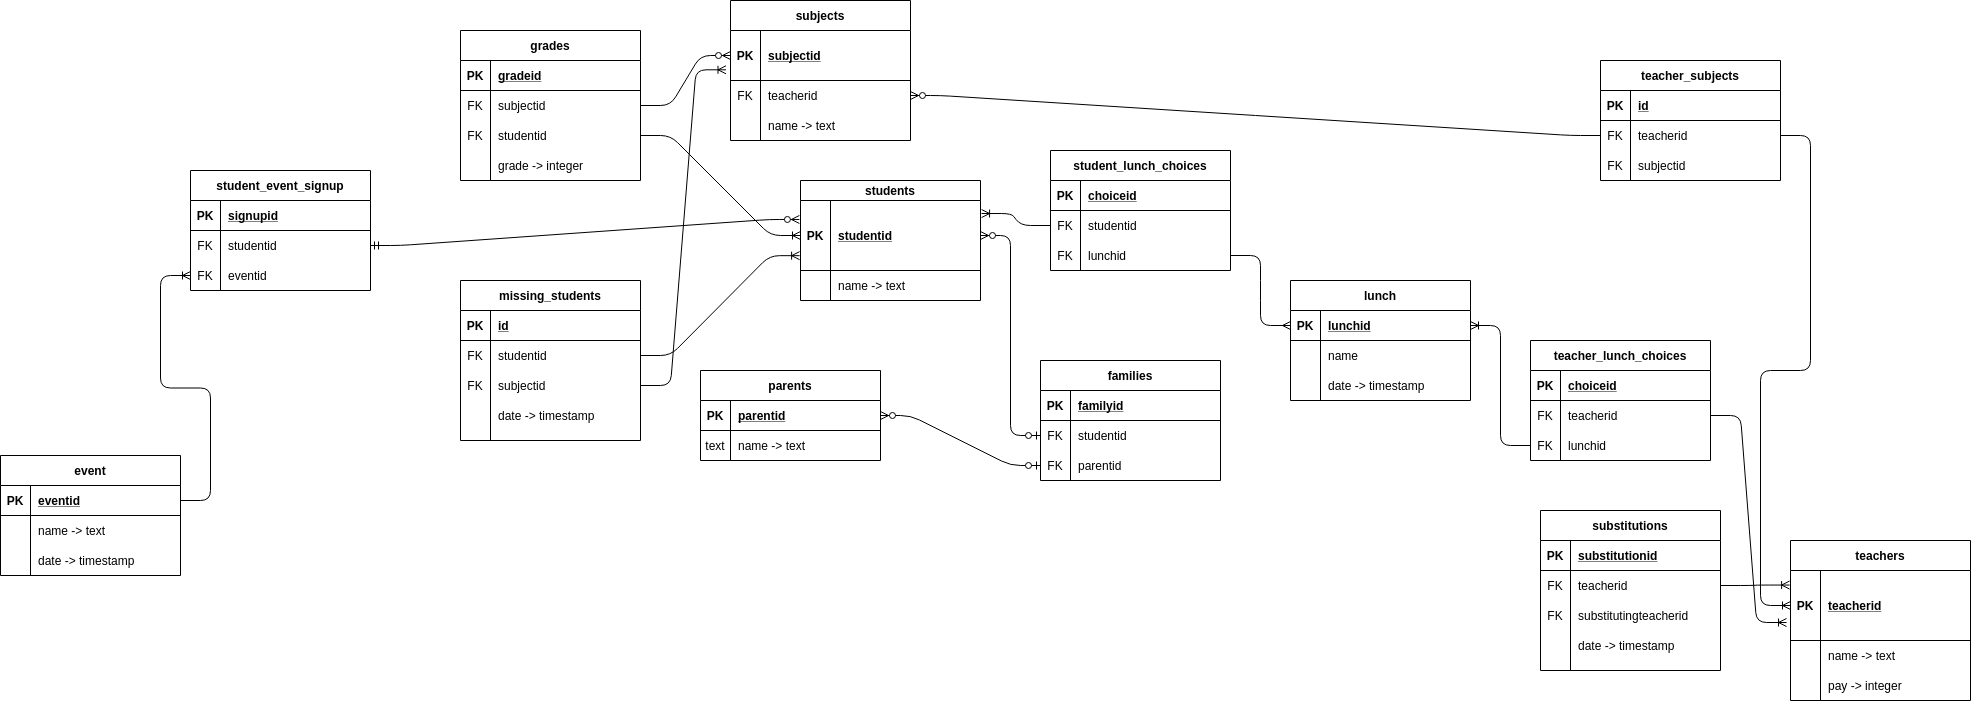 subjects
PK subjectid
FK teacherid
name -> text
grades
PK gradeid
FK subjectid
FK studentid
grade -> integer
teacher_subjects
PK id
FK teacherid
FK subjectid
student_event_signup
PK signupid
FK studentid
FK eventid
students
PK studentid
name -> text
student_lunch_choices
PK choiceid
FK studentid
FK lunchid
missing_students
PK id
FK studentid
FK subjectid
date -> timestamp
lunch
PK lunchid
name
date -> timestamp
teacher_lunch_choices
PK choiceid
FK teacherid
FK lunchid
parents
PK parentid
text name -> text
families
PK familyid
FK studentid
FK parentid
event
PK eventid
name -> text
date -> timestamp
substitutions
PK substitutionid
FK teacherid
FK substitutingteacherid
date -> timestamp
teachers
PK teacherid
name -> text
pay -> integer